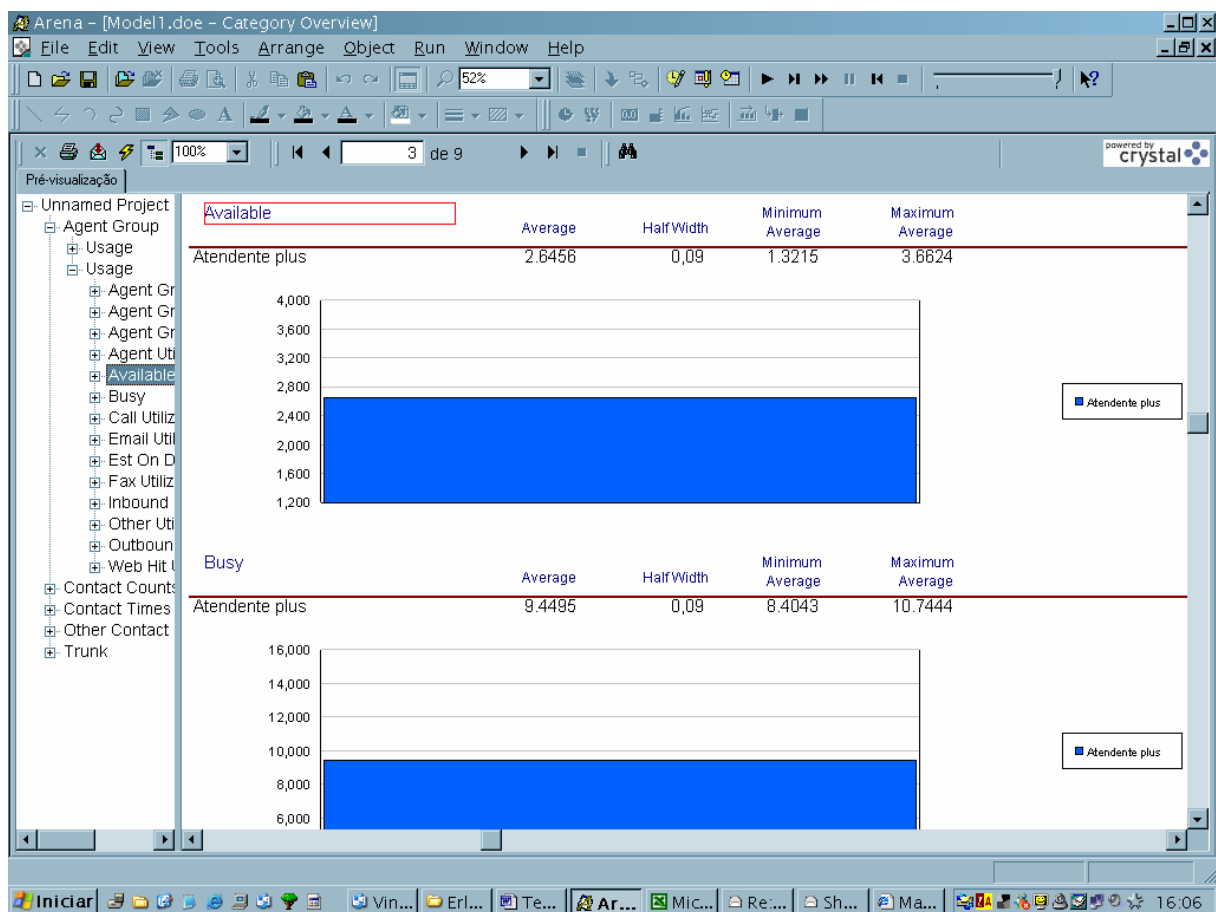 Arena - [Model1.doe - Category Overview]
File Edit View Tools Arrange Object Run Window Help
52%
100%
3 de 9
powered by
crystal
Pré-visualização
Unnamed Project
Agent Group
Usage
Usage
Agent Gr
Agent Gr
Agent Gr
Agent Uti
Available
Busy
Call Utiliz
Email Util
Est On D
Fax Utiliz
Inbound
Other Uti
Outboun
Web Hit U
Contact Counts
Contact Times
Other Contact
Trunk
Available Average Half Width Minimum Average Maximum Average
Atendente plus 2.6456 0,09 1.3215 3.6624
4,000
3,600
3,200
2,800
2,400
2,000
1,600
1,200
Atendente plus
Busy Average Half Width Minimum Average Maximum Average
Atendente plus 9.4495 0,09 8.4043 10.7444
16,000
14,000
12,000
10,000
8,000
6,000
Atendente plus
Iniciar Vin... Erl... Te... Ar... Mic... Re:... Sh... Ma... 16:06